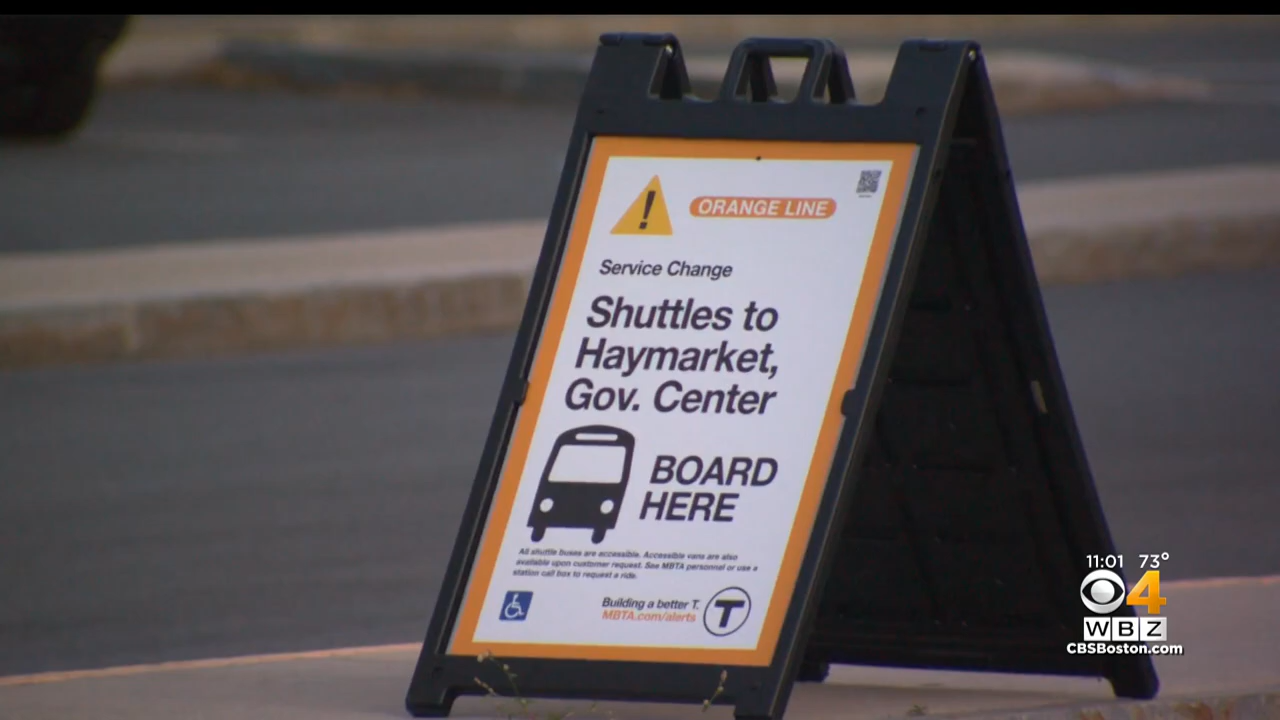 ORANGE LINE
Service Change
Shuttles to
Haymarket,
Gov. Center
BOARD
HERE
All shuttle buses are accessible. Accessible vans are also
available upon customer request. See MBTA personnel or use a
station call box to request a ride.
Building a better T.
MBTA.com/alerts
T
11:01 73°
4
WBZ
CBSBoston.com